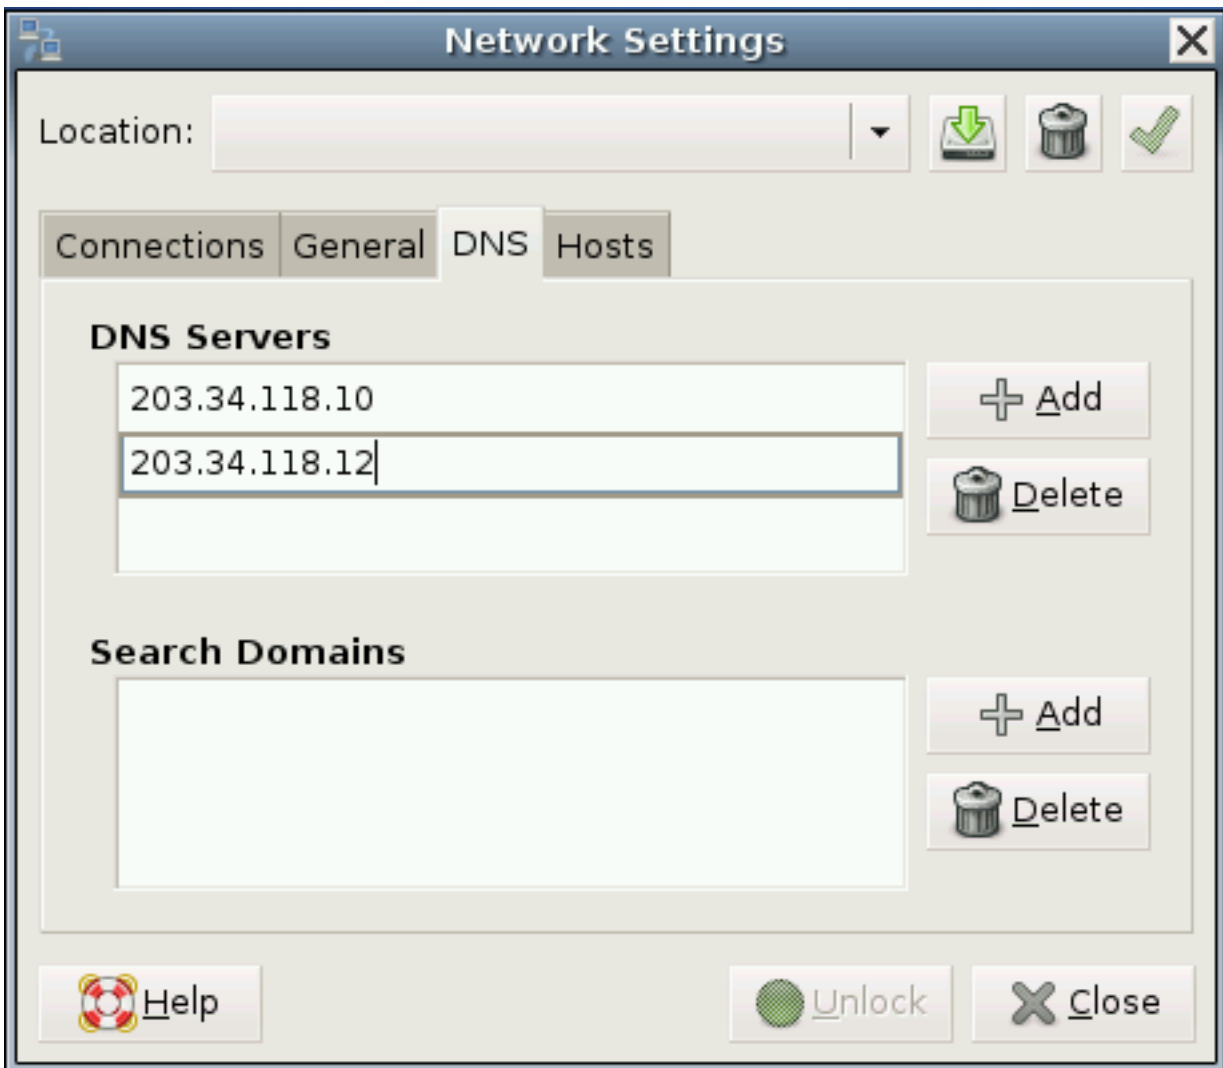 Network Settings
Location:
Connections General DNS Hosts
DNS Servers
203.34.118.10
Add
203.34.118.12
Delete
Search Domains
Add
Delete
Help Unlock Close